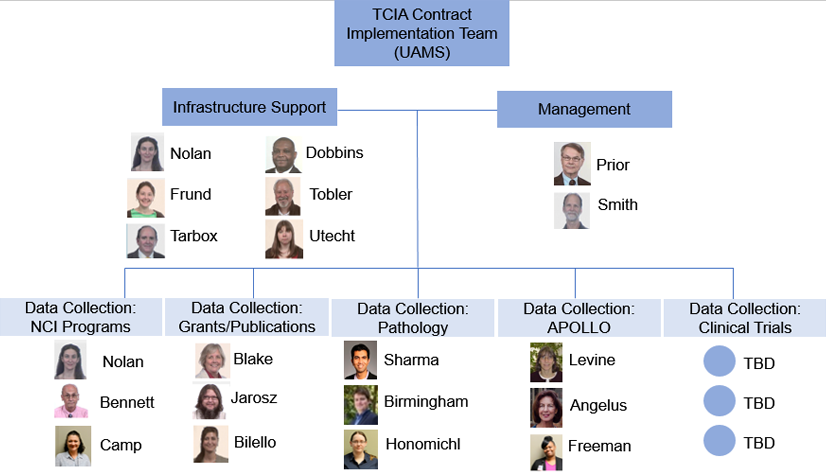 TCIA Contract
Implementation Team
(UAMS)
Infrastructure Support
Management
Nolan
Dobbins
Frund
Tobler
Tarbox
Utecht
Prior
Smith
Data Collection:
NCI Programs
Data Collection:
Grants/Publications
Data Collection:
Pathology
Data Collection:
APOLLO
Data Collection:
Clinical Trials
Nolan
Bennett
Camp
Blake
Jarosz
Bilello
Sharma
Birmingham
Honomichl
Levine
Angelus
Freeman
TBD
TBD
TBD